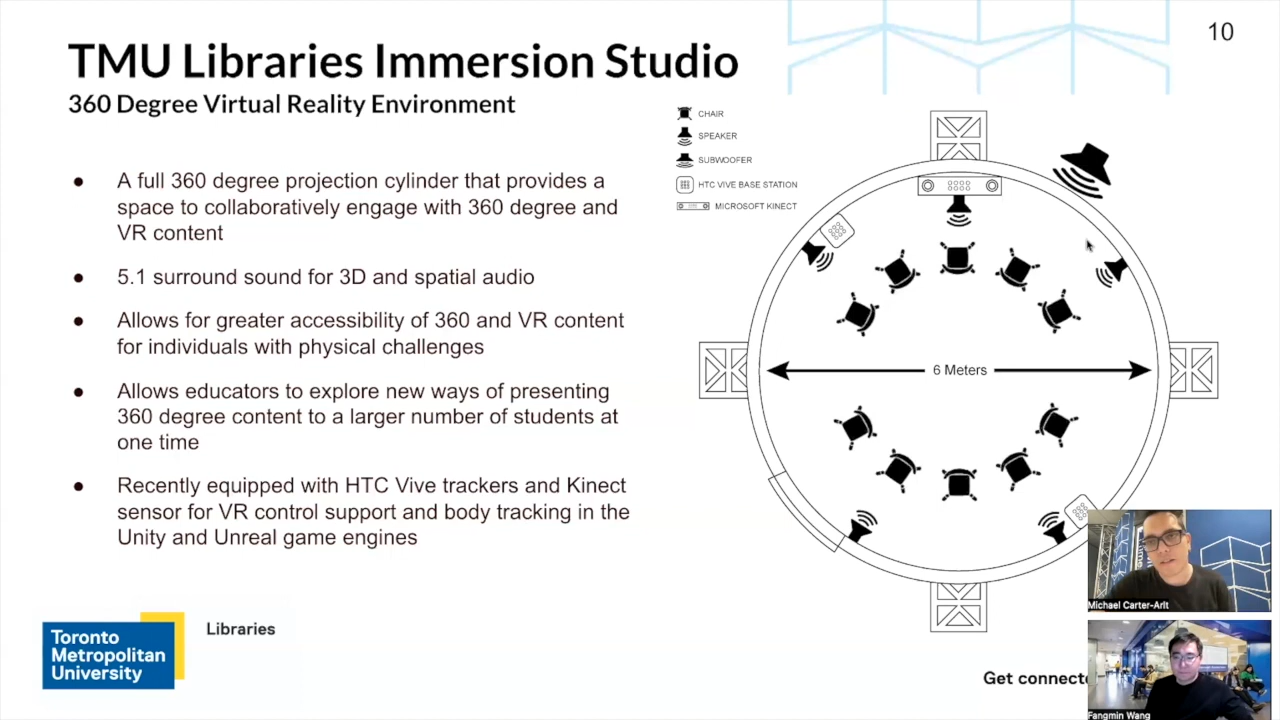 10
TMU Libraries Immersion Studio
360 Degree Virtual Reality Environment
● A full 360 degree projection cylinder that provides a
space to collaboratively engage with 360 degree and
VR content
● 5.1 surround sound for 3D and spatial audio
● Allows for greater accessibility of 360 and VR content
for individuals with physical challenges
● Allows educators to explore new ways of presenting
360 degree content to a larger number of students at
one time
● Recently equipped with HTC Vive trackers and Kinect
sensor for VR control support and body tracking in the
Unity and Unreal game engines
CHAIR
SPEAKER
SUBWOOFER
HTC VIVE BASE STATION
MICROSOFT KINECT
6 Meters
Toronto
Metropolitan
University
Libraries
Get connect
Michael Carter-Arlt
Fangmin Wang